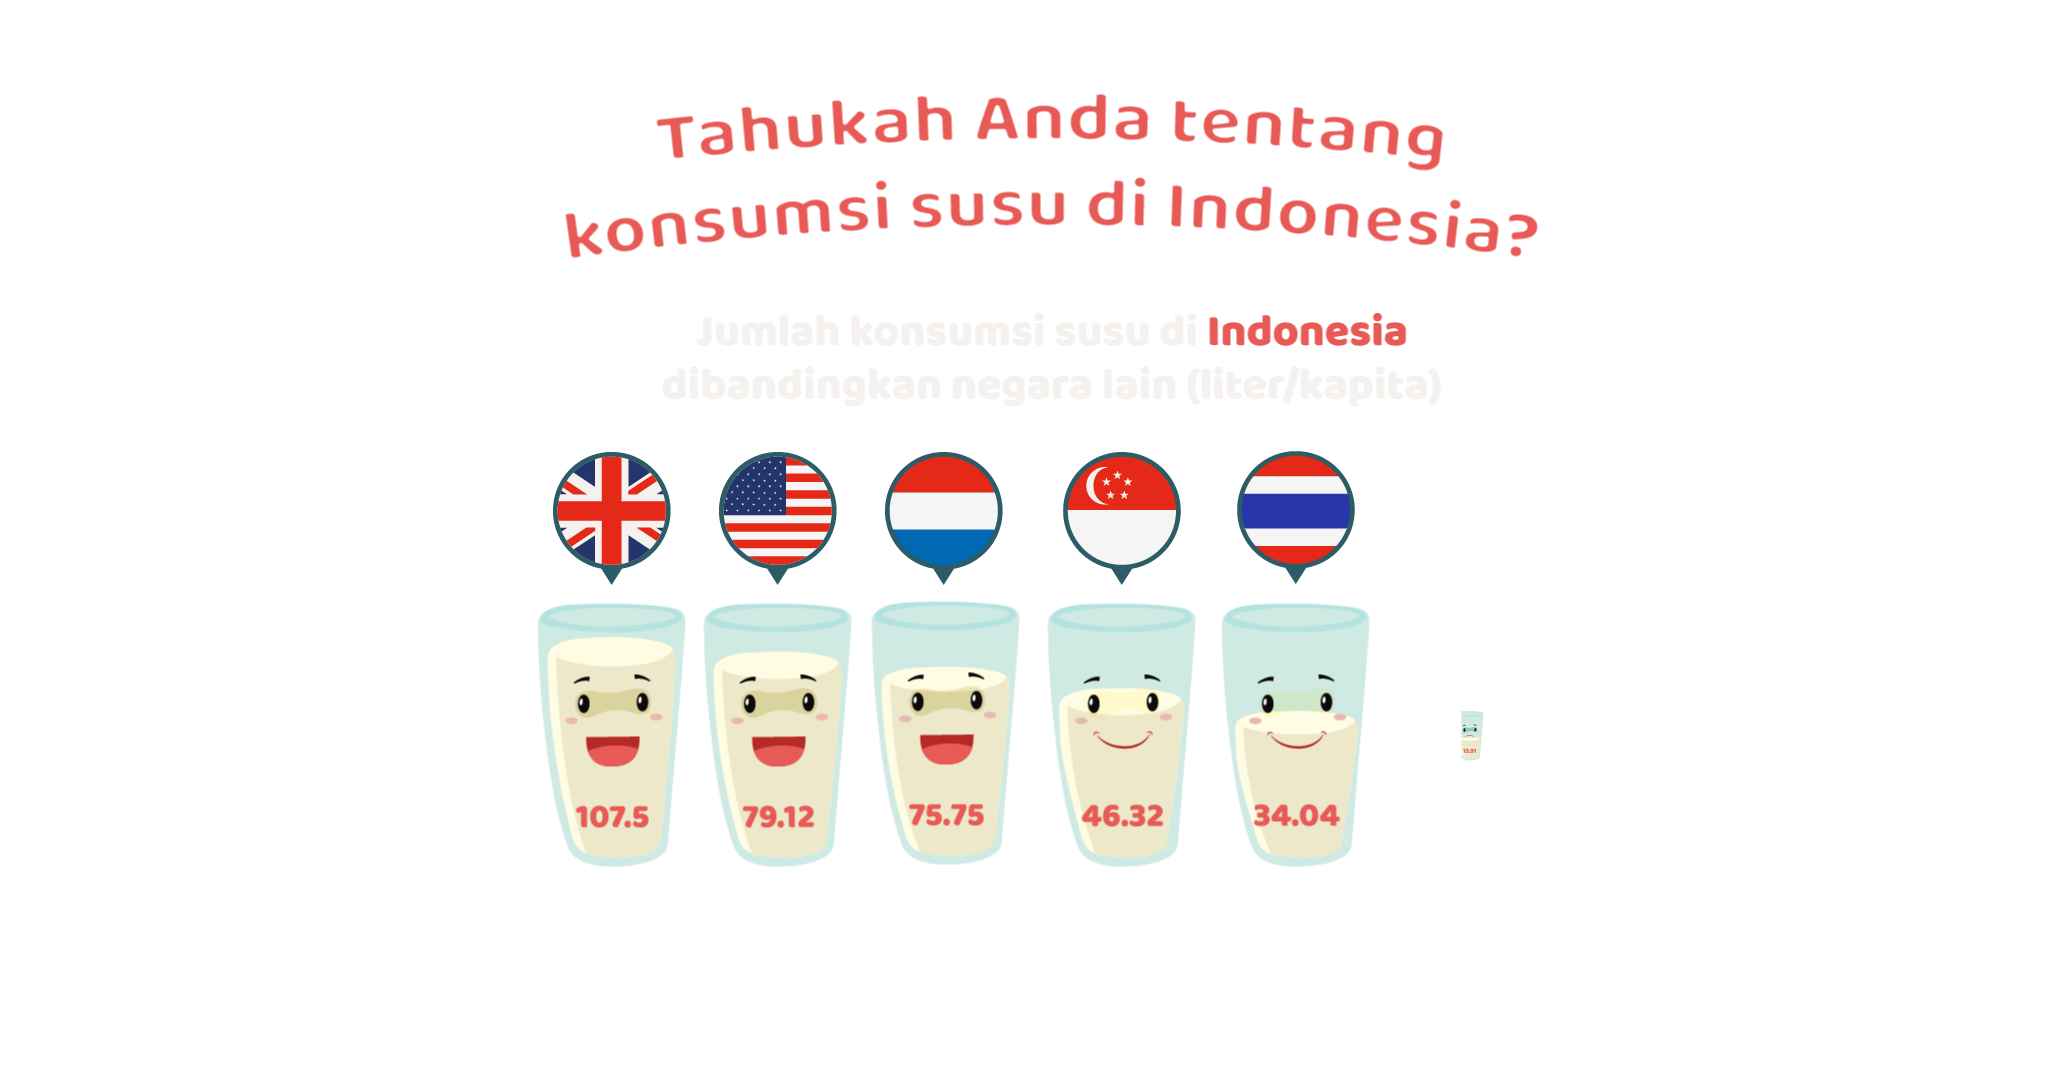 Tahukah Anda tentang
konsumsi susu di Indonesia?
Jumlah konsumsi susu di Indonesia
dibandingkan negara lain (liter/kapita)
107.5 79.12 75.75 46.32 34.04